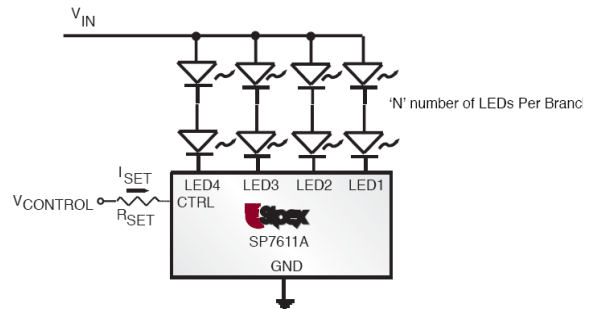 VIN
'N' number of LEDs Per Branc
LED4 LED3 LED2 LED1
ISET
VCONTROL
RSET
CTRL
Sipex
SP7611A
GND